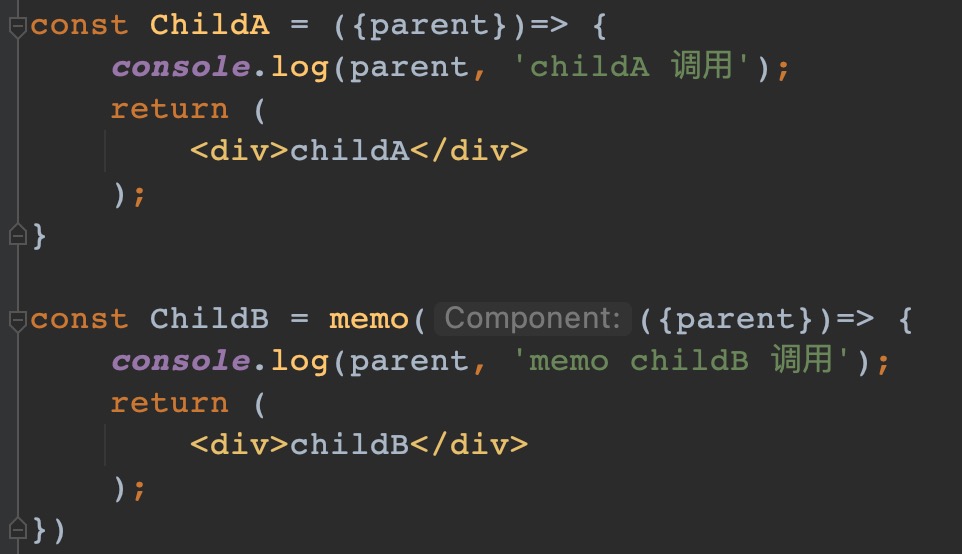 const ChildA = ({parent})=> {
    console.log(parent, 'childA 调用');
    return (
        <div>childA</div>
    );
}
const ChildB = memo( Component: ({parent})=> {
    console.log(parent, 'memo childB 调用');
    return (
        <div>childB</div>
    );
})